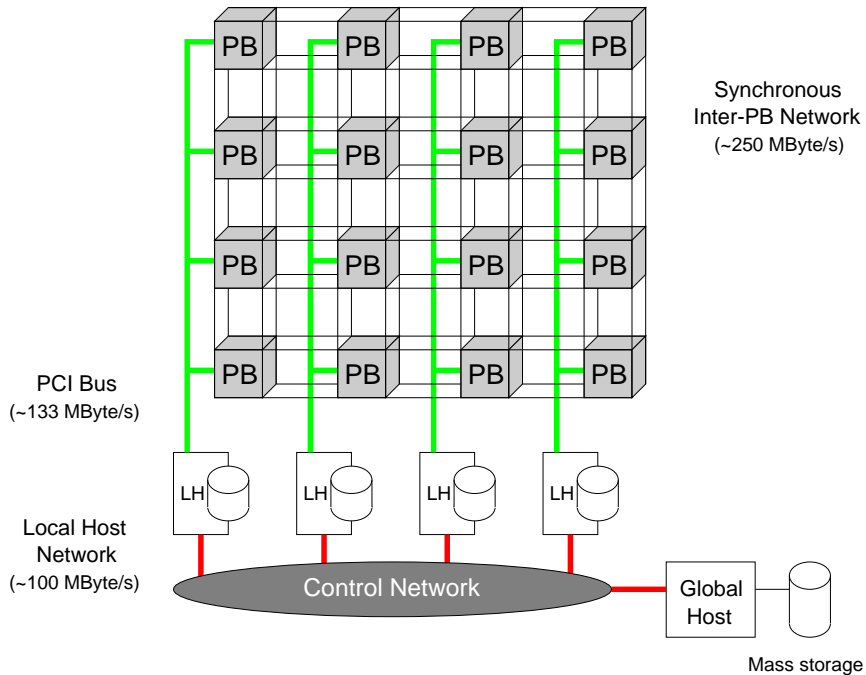 PB PB PB PB
Synchronous
Inter-PB Network
(~250 MByte/s)
PB PB PB PB
PB PB PB PB
PB PB PB PB
PCI Bus
(~133 MByte/s)
LH LH LH LH
Local Host
Network
(~100 MByte/s)
Control Network
Global
Host
Mass storage